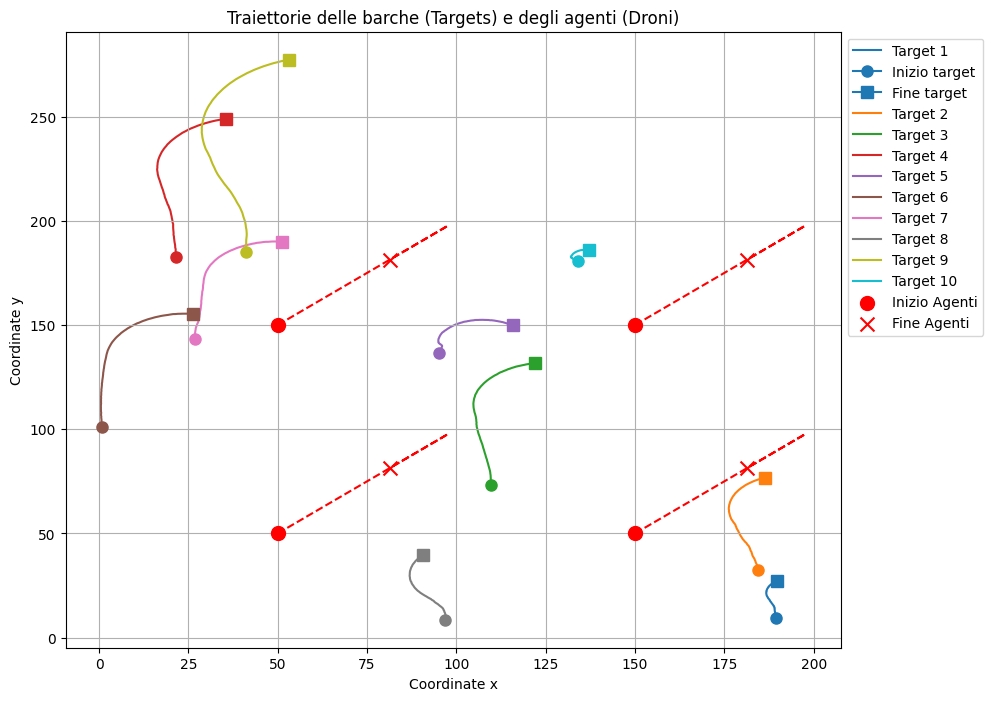 Traiettorie delle barche (Targets) e degli agenti (Droni)
Coordinate y
250
200
150
100
50
0
0 25 50 75 100 125 150 175 200
Coordinate x
Target 1
Inizio target
Fine target
Target 2
Target 3
Target 4
Target 5
Target 6
Target 7
Target 8
Target 9
Target 10
Inizio Agenti
Fine Agenti